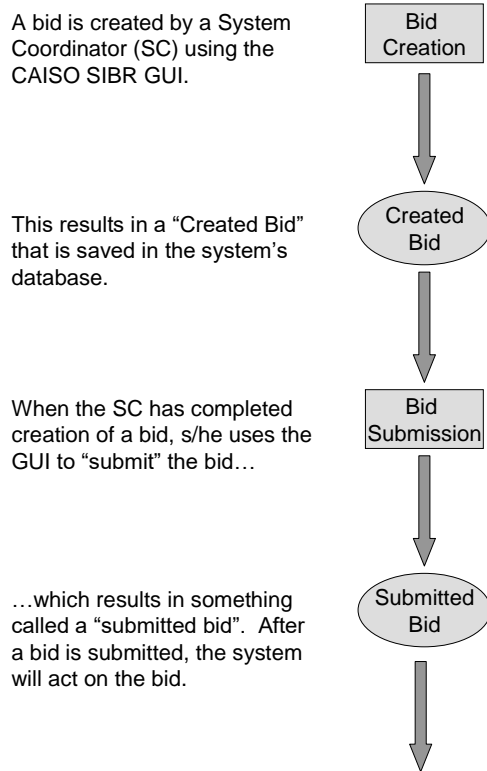 A bid is created by a System
Coordinator (SC) using the
CAISO SIBR GUI.
Bid
Creation
This results in a “Created Bid”
that is saved in the system’s
database.
Created
Bid
When the SC has completed
creation of a bid, s/he uses the
GUI to “submit” the bid…
Bid
Submission
…which results in something
called a “submitted bid”.  After
a bid is submitted, the system
will act on the bid.
Submitted
Bid